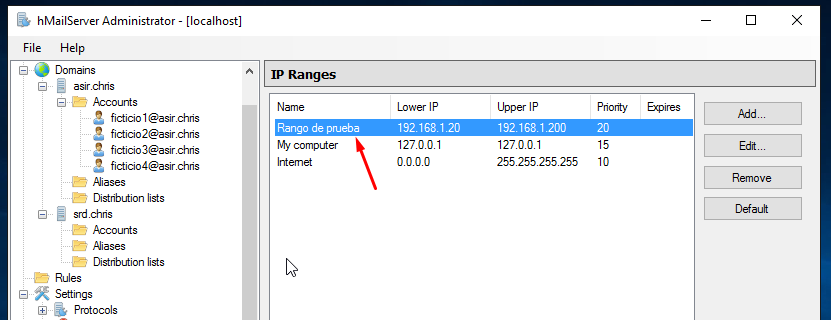 hMailServer Administrator - [localhost]
File Help
Domains
asir.chris
Accounts
ficticio1@asir.chris
ficticio2@asir.chris
ficticio3@asir.chris
ficticio4@asir.chris
Aliases
Distribution lists
srd.chris
Accounts
Aliases
Distribution lists
Rules
Settings
Protocols
IP Ranges
Name Lower IP Upper IP Priority Expires
Rango de prueba 192.168.1.20 192.168.1.200 20
My computer 127.0.0.1 127.0.0.1 15
Internet 0.0.0.0 255.255.255.255 10
Add...
Edit...
Remove
Default